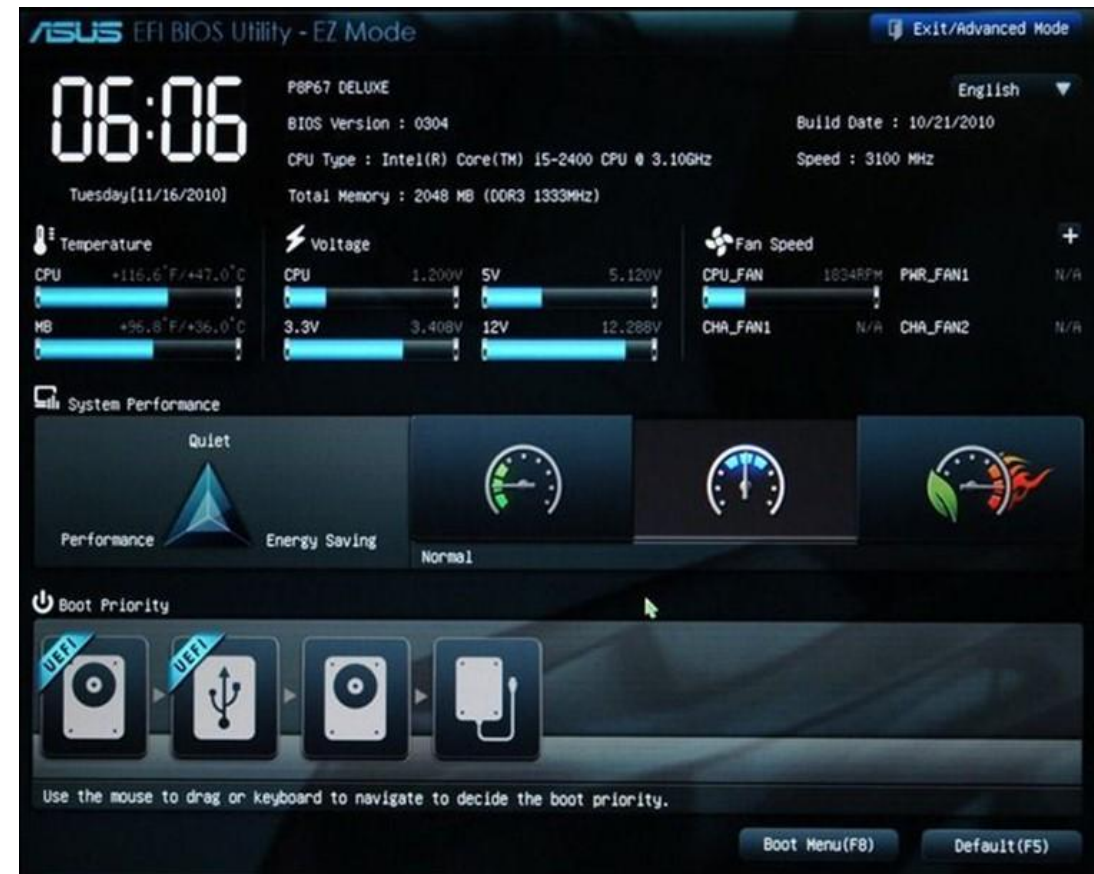 ASUS EFI BIOS Utility - EZ Mode
Exit/Advanced Mode
06:06
Tuesday[11/16/2010]
P8P67 DELUXE
English
BIOS Version : 0304
Build Date : 10/21/2010
CPU Type : Intel(R) Core(TM) i5-2400 CPU @ 3.10GHz
Speed : 3100 MHz
Total Memory : 2048 MB (DDR3 1333MHz)
Temperature
CPU +116.6°F/+47.0°C
MB +96.8°F/+36.0°C
Voltage
CPU 1.200V 5V 5.120V
3.3V 3.408V 12V 12.288V
Fan Speed
CPU_FAN 1834RPM PWR_FAN1 N/A
CHA_FAN1 N/A CHA_FAN2 N/A
System Performance
Quiet
Performance
Energy Saving
Normal
Boot Priority
UEFI
UEFI
Use the mouse to drag or keyboard to navigate to decide the boot priority.
Boot Menu(F8)
Default(F5)